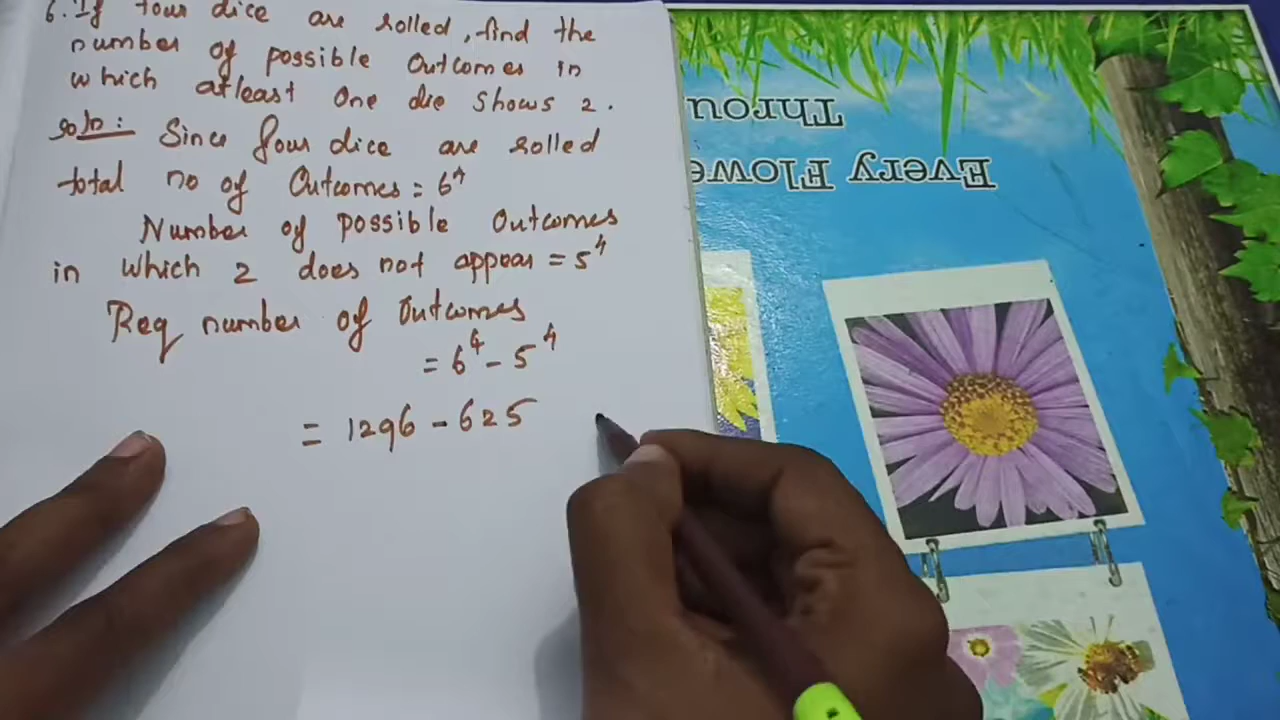 6. If four dice are rolled, find the
number of possible Outcomes in
which atleast One die shows 2.
soln: Since four dice are rolled
total no of Outcomes = 6⁴
Number of possible Outcomes
in which 2 does not appear = 5⁴
Req number of Outcomes
= 6⁴ - 5⁴
= 1296 - 625
Throu
Every Flowe